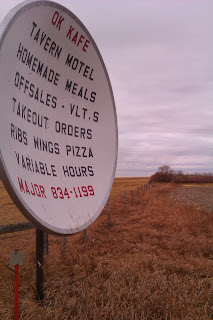 OK KAFE
TAVERN MOTEL
HOMEMADE MEALS
OFFSALES - VLT.S
TAKEOUT ORDERS
RIBS WINGS PIZZA
VARIABLE HOURS
MAJOR 834-1199